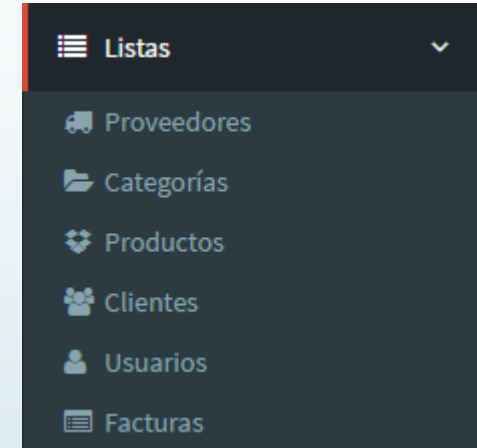 Listas
Proveedores
Categorías
Productos
Clientes
Usuarios
Facturas